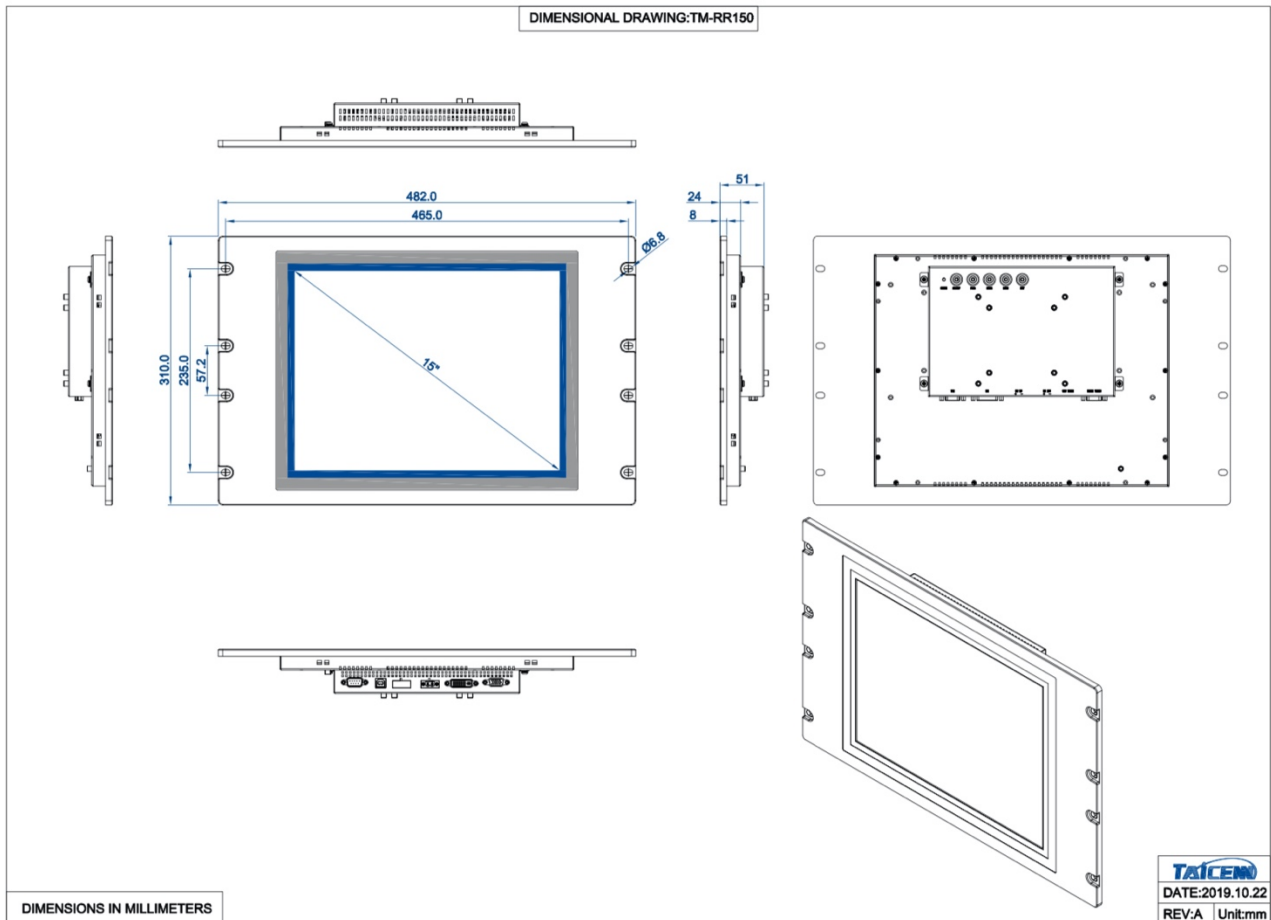 DIMENSIONAL DRAWING:TM-RR150
482.0
465.0
Ø6.8
310.0
235.0
57.2
15"
51
24
8
TAICENN
DATE:2019.10.22
REV:A Unit:mm
DIMENSIONS IN MILLIMETERS